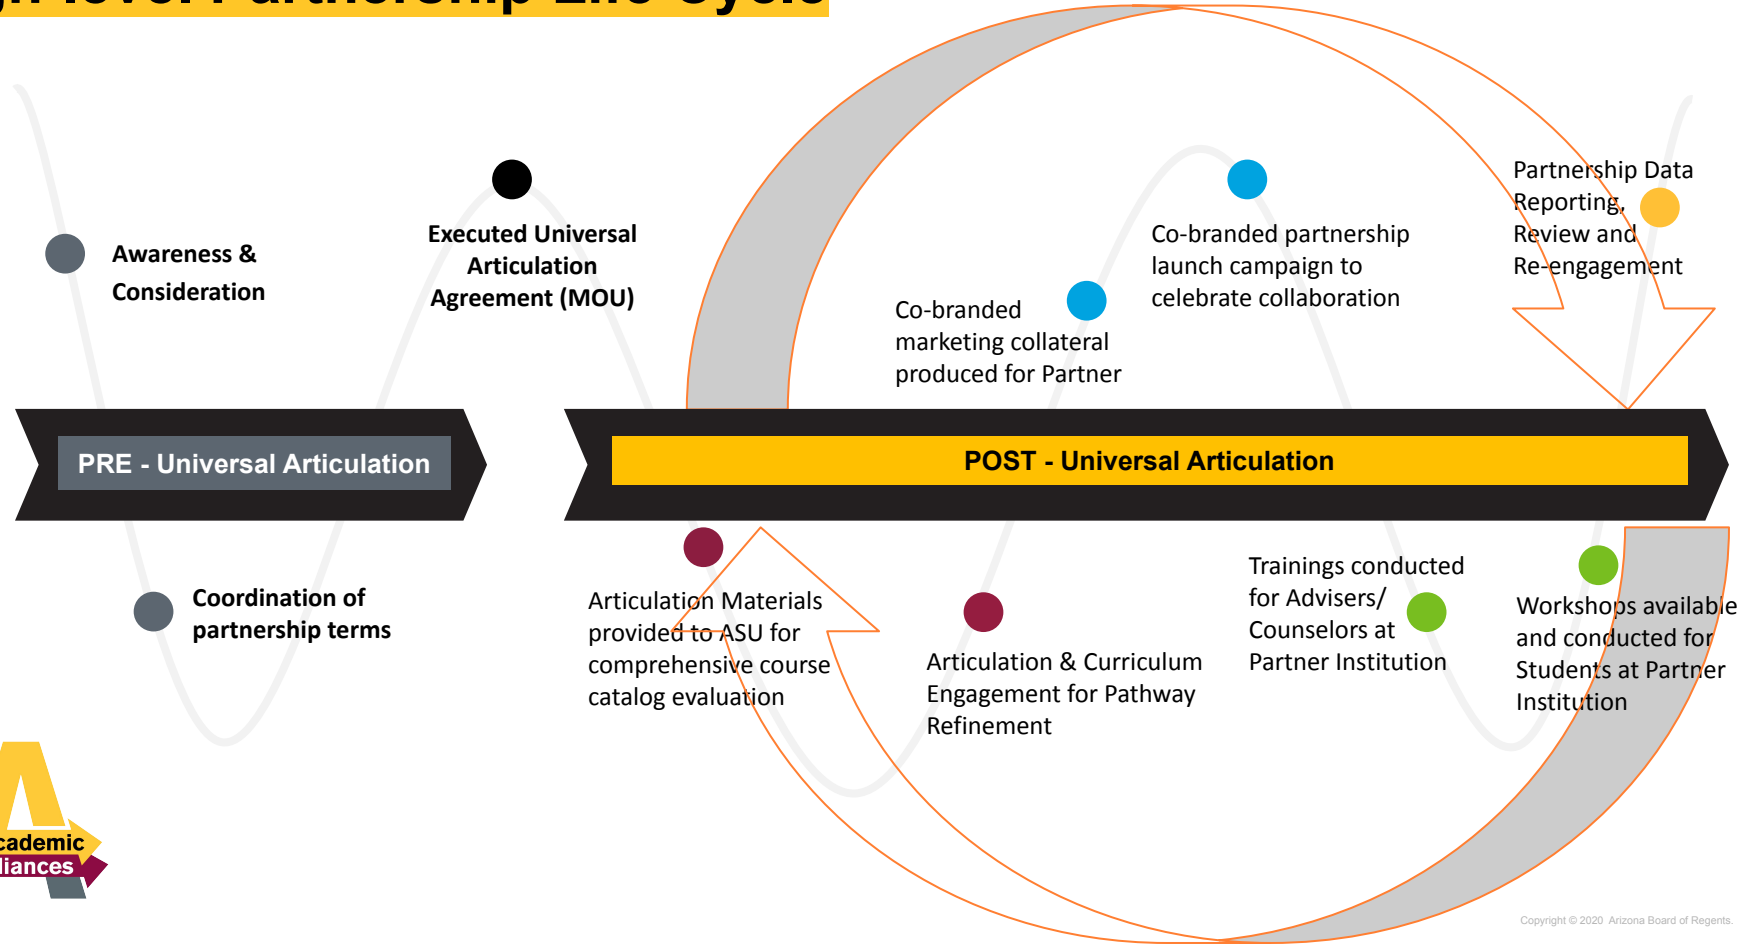 level Partnership Life Cycle
Awareness &
Consideration
Executed Universal
Articulation
Agreement (MOU)
Co-branded
marketing collateral
produced for Partner
Co-branded partnership
launch campaign to
celebrate collaboration
Partnership Data
Reporting,
Review and
Re-engagement
PRE - Universal Articulation
POST - Universal Articulation
Coordination of
partnership terms
Articulation Materials
provided to ASU for
comprehensive course
catalog evaluation
Articulation & Curriculum
Engagement for Pathway
Refinement
Trainings conducted
for Advisers/
Counselors at
Partner Institution
Workshops available
and conducted for
Students at Partner
Institution
cademic
liances
Copyright © 2020 Arizona Board of Regents.